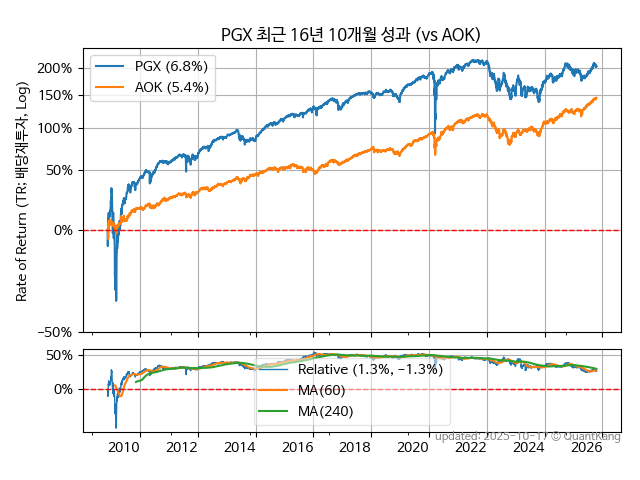 PGX 최근 16년 10개월 성과 (vs AOK)
Rate of Return (TR: 배당재투자, Log)
200%
150%
100%
50%
0%
−50%
PGX (6.8%)
AOK (5.4%)
50%
0%
Relative (1.3%, −1.3%)
MA(60)
MA(240)
updated: 2025-10-17 © QuantKang
2010 2012 2014 2016 2018 2020 2022 2024 2026